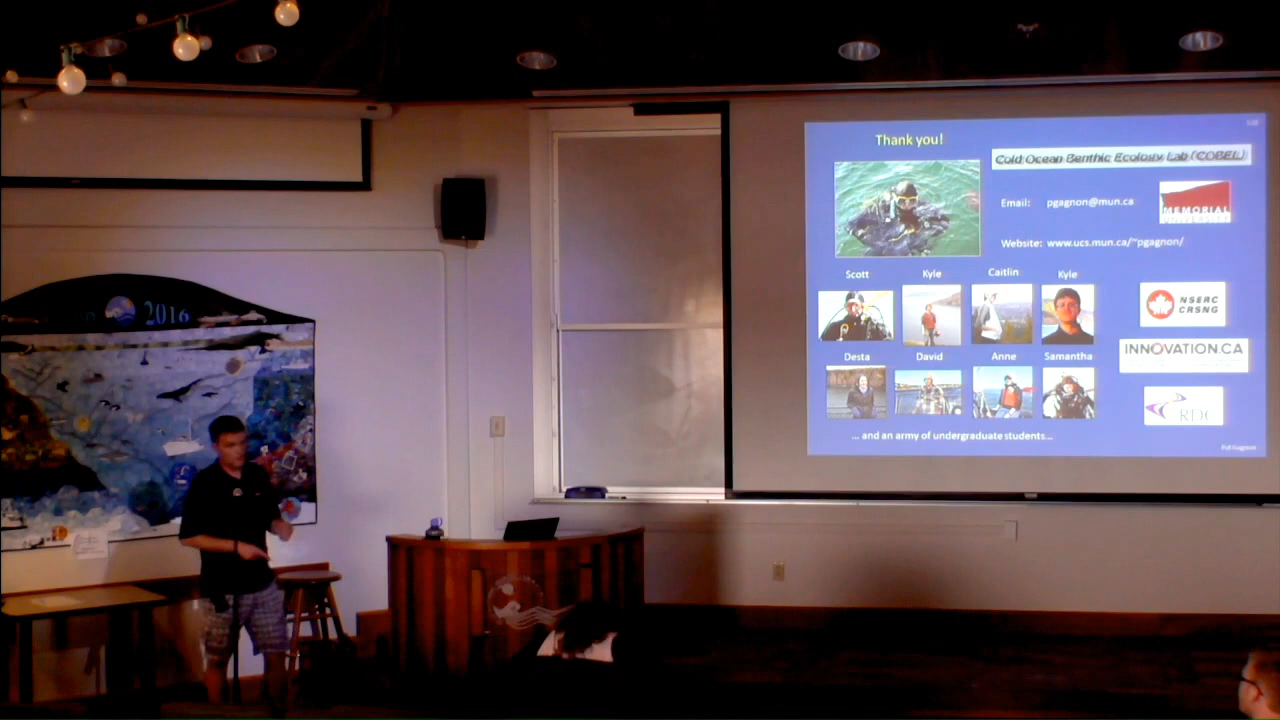 Thank you!
Cold Ocean Benthic Ecology Lab (COBEL)
Email: pgagnon@mun.ca
MEMORIAL
Website: www.ucs.mun.ca/~pgagnon/
Scott Kyle Caitlin Kyle
NSERC
CRSNG
Desta David Anne Samantha
INNOVATION.CA
RDC
... and an army of undergraduate students...
2016